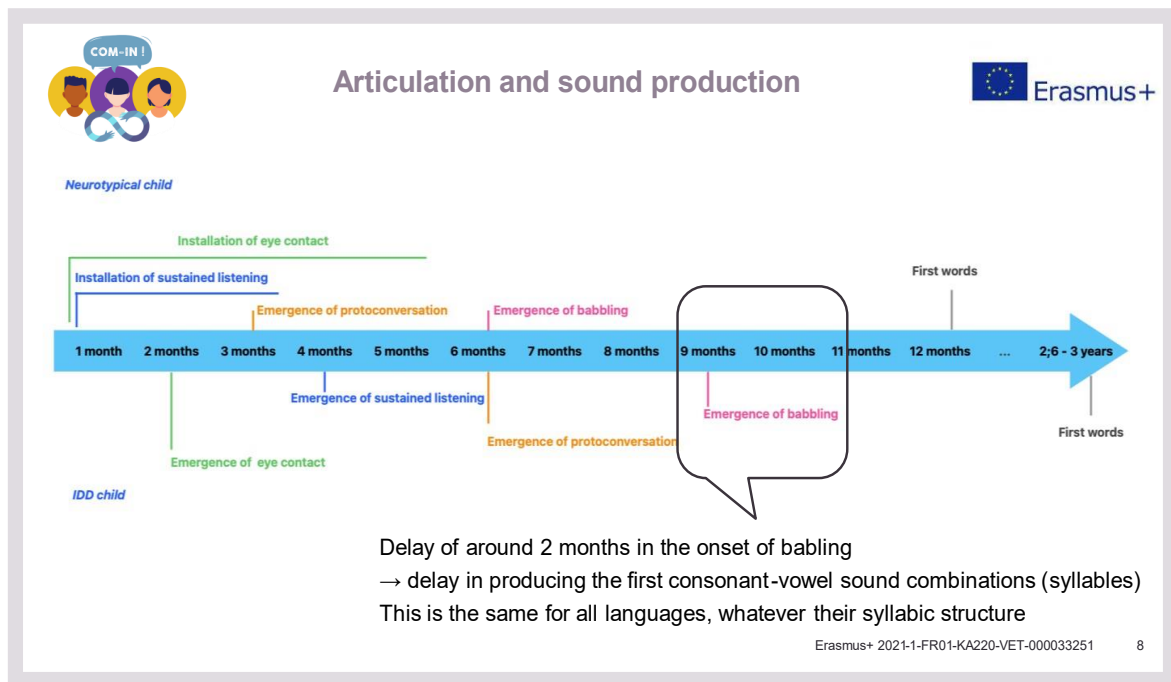 COM-IN !
Articulation and sound production
Erasmus+
Neurotypical child
Installation of eye contact
Installation of sustained listening
First words
Emergence of protoconversation
Emergence of babbling
1 month 2 months 3 months 4 months 5 months 6 months 7 months 8 months 9 months 10 months 11 months 12 months ... 2;6 - 3 years
Emergence of sustained listening
Emergence of babbling
First words
Emergence of protoconversation
Emergence of eye contact
IDD child
Delay of around 2 months in the onset of babling
→ delay in producing the first consonant-vowel sound combinations (syllables)
This is the same for all languages, whatever their syllabic structure
Erasmus+ 2021-1-FR01-KA220-VET-000033251 8